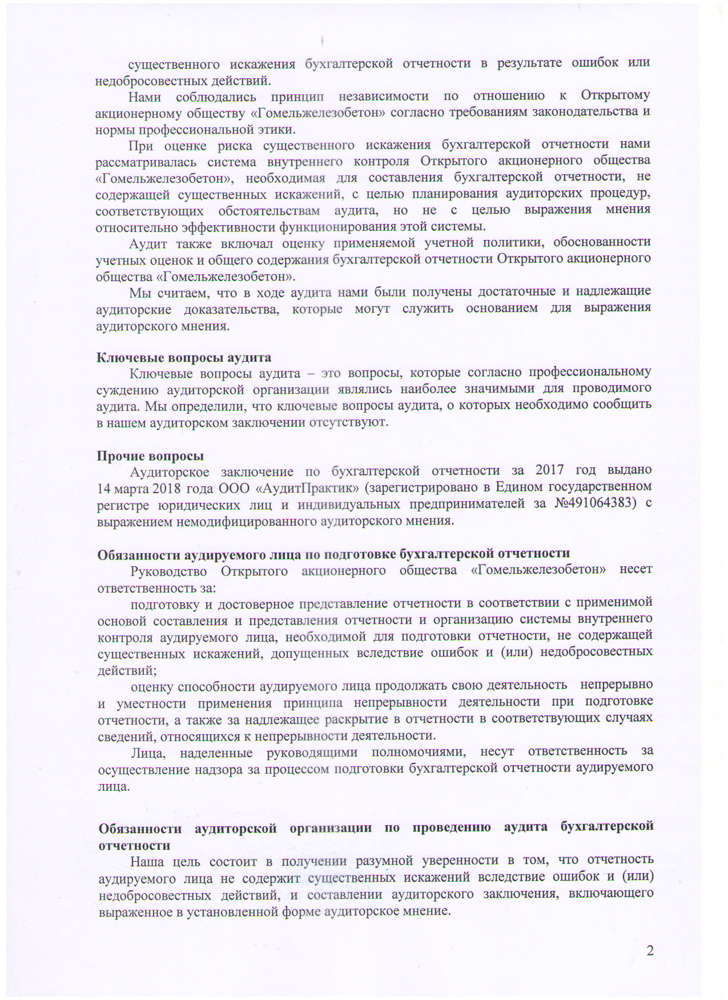 существенного искажения бухгалтерской отчетности в результате ошибок или
недобросовестных действий.
Нами соблюдались принцип независимости по отношению к Открытому
акционерному обществу «Гомельжелезобетон» согласно требованиям законодательства и
нормы профессиональной этики.
При оценке риска существенного искажения бухгалтерской отчетности нами
рассматривалась система внутреннего контроля Открытого акционерного общества
«Гомельжелезобетон», необходимая для составления бухгалтерской отчетности, не
содержащей существенных искажений, с целью планирования аудиторских процедур,
соответствующих обстоятельствам аудита, но не с целью выражения мнения
относительно эффективности функционирования этой системы.
Аудит также включал оценку применяемой учетной политики, обоснованности
учетных оценок и общего содержания бухгалтерской отчетности Открытого акционерного
общества «Гомельжелезобетон».
Мы считаем, что в ходе аудита нами были получены достаточные и надлежащие
аудиторские доказательства, которые могут служить основанием для выражения
аудиторского мнения.
Ключевые вопросы аудита
Ключевые вопросы аудита – это вопросы, которые согласно профессиональному
суждению аудиторской организации являлись наиболее значимыми для проводимого
аудита. Мы определили, что ключевые вопросы аудита, о которых необходимо сообщить
в нашем аудиторском заключении отсутствуют.
Прочие вопросы
Аудиторское заключение по бухгалтерской отчетности за 2017 год выдано
14 марта 2018 года ООО «АудитПрактик» (зарегистрировано в Едином государственном
регистре юридических лиц и индивидуальных предпринимателей за №491064383) с
выражением немодифицированного аудиторского мнения.
Обязанности аудируемого лица по подготовке бухгалтерской отчетности
Руководство Открытого акционерного общества «Гомельжелезобетон» несет
ответственность за:
подготовку и достоверное представление отчетности в соответствии с применимой
основой составления и представления отчетности и организацию системы внутреннего
контроля аудируемого лица, необходимой для подготовки отчетности, не содержащей
существенных искажений, допущенных вследствие ошибок и (или) недобросовестных
действий;
оценку способности аудируемого лица продолжать свою деятельность непрерывно
и уместности применения принципа непрерывности деятельности при подготовке
отчетности, а также за надлежащее раскрытие в отчетности в соответствующих случаях
сведений, относящихся к непрерывности деятельности.
Лица, наделенные руководящими полномочиями, несут ответственность за
осуществление надзора за процессом подготовки бухгалтерской отчетности аудируемого
лица.
Обязанности аудиторской организации по проведению аудита бухгалтерской
отчетности
Наша цель состоит в получении разумной уверенности в том, что отчетность
аудируемого лица не содержит существенных искажений вследствие ошибок и (или)
недобросовестных действий, и составлении аудиторского заключения, включающего
выраженное в установленной форме аудиторское мнение.
2